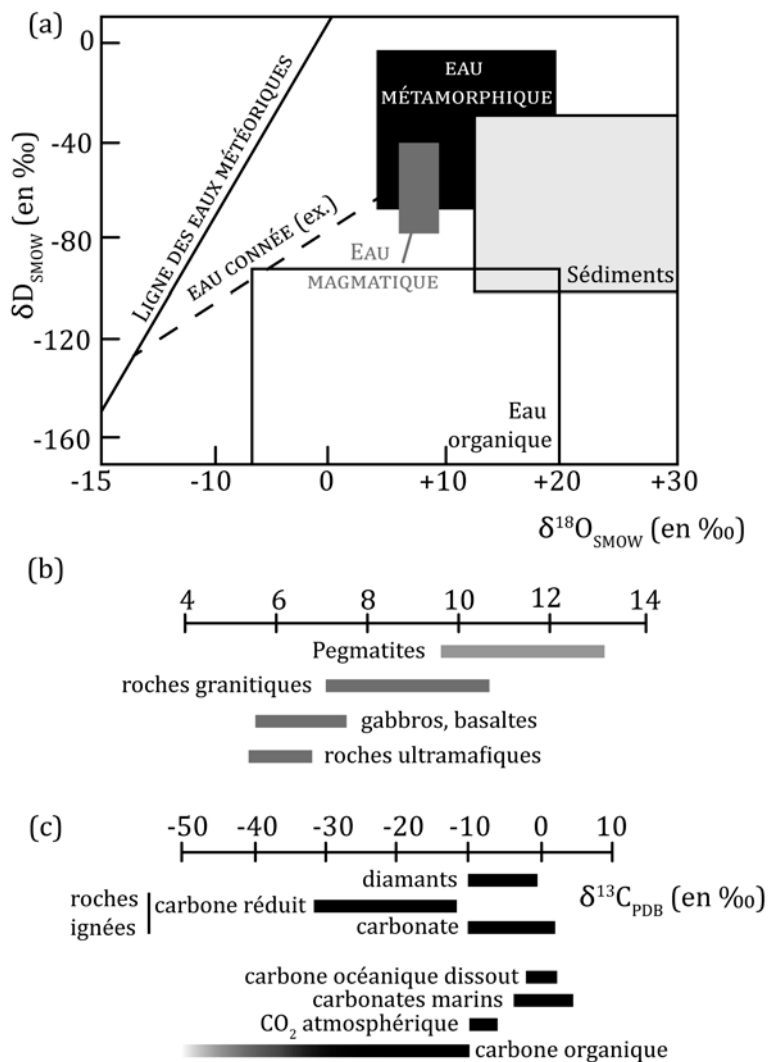 (a)
0
-40
-80
-120
-160
δD_SMOW (en ‰)
LIGNE DES EAUX MÉTÉORIQUES
EAU CONNÉE (ex.)
EAU
MÉTAMORPHIQUE
EAU
MAGMATIQUE
Sédiments
Eau
organique
-15 -10 0 +10 +20 +30
δ¹⁸O_SMOW (en ‰)
(b)
4 6 8 10 12 14
Pegmatites
roches granitiques
gabbros, basaltes
roches ultramafiques
(c)
-50 -40 -30 -20 -10 0 10
δ¹³C_PDB (en ‰)
diamants
roches
ignées
carbone réduit
carbonate
carbone océanique dissout
carbonates marins
CO₂ atmosphérique
carbone organique